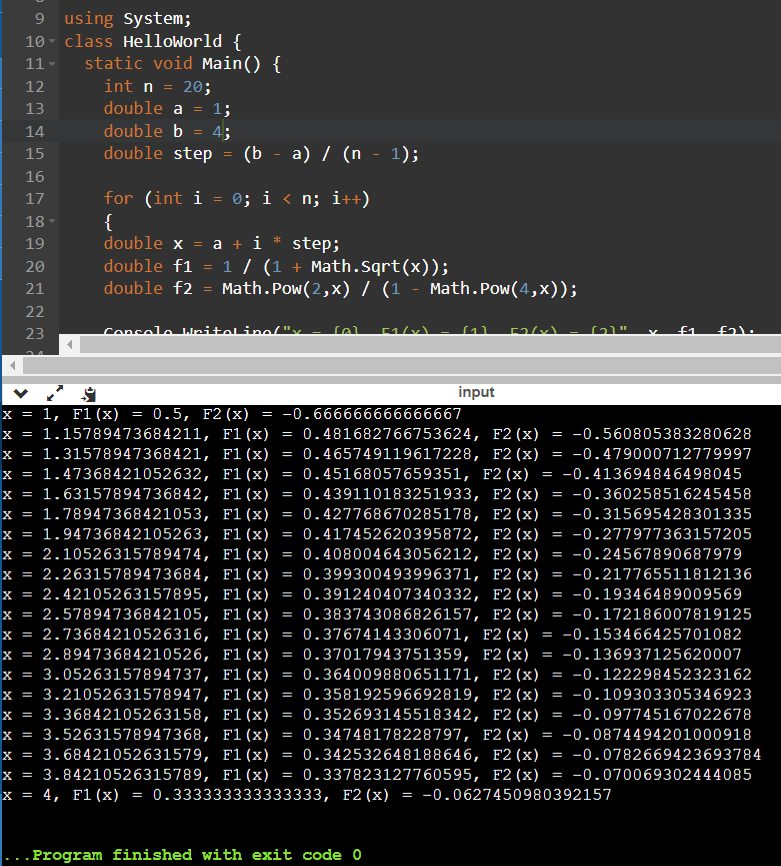 9 using System;
10 class HelloWorld {
11 static void Main() {
12 int n = 20;
13 double a = 1;
14 double b = 4;
15 double step = (b - a) / (n - 1);
16
17 for (int i = 0; i < n; i++)
18 {
19 double x = a + i * step;
20 double f1 = 1 / (1 + Math.Sqrt(x));
21 double f2 = Math.Pow(2,x) / (1 - Math.Pow(4,x));
22
23 Console.WriteLine("x = {0}, F1(x) = {1}, F2(x) = {2}", x, f1, f2);
24
input
x = 1, F1(x) = 0.5, F2(x) = -0.666666666666667
x = 1.15789473684211, F1(x) = 0.481682766753624, F2(x) = -0.560805383280628
x = 1.31578947368421, F1(x) = 0.465749119617228, F2(x) = -0.479000712779997
x = 1.47368421052632, F1(x) = 0.45168057659351, F2(x) = -0.413694846498045
x = 1.63157894736842, F1(x) = 0.439110183251933, F2(x) = -0.360258516245458
x = 1.78947368421053, F1(x) = 0.427768670285178, F2(x) = -0.315695428301335
x = 1.94736842105263, F1(x) = 0.417452620395872, F2(x) = -0.277977363157205
x = 2.10526315789474, F1(x) = 0.408004643056212, F2(x) = -0.24567890687979
x = 2.26315789473684, F1(x) = 0.399300493996371, F2(x) = -0.217765511812136
x = 2.42105263157895, F1(x) = 0.391240407340332, F2(x) = -0.19346489009569
x = 2.57894736842105, F1(x) = 0.383743086826157, F2(x) = -0.172186007819125
x = 2.73684210526316, F1(x) = 0.37674143306071, F2(x) = -0.153466425701082
x = 2.89473684210526, F1(x) = 0.37017943751359, F2(x) = -0.136937125620007
x = 3.05263157894737, F1(x) = 0.364009880651171, F2(x) = -0.122298452323162
x = 3.21052631578947, F1(x) = 0.358192596692819, F2(x) = -0.109303305346923
x = 3.36842105263158, F1(x) = 0.352693145518342, F2(x) = -0.097745167022678
x = 3.52631578947368, F1(x) = 0.34748178228797, F2(x) = -0.0874494201000918
x = 3.68421052631579, F1(x) = 0.342532648188646, F2(x) = -0.0782669423693784
x = 3.84210526315789, F1(x) = 0.337823127760595, F2(x) = -0.070069302444085
x = 4, F1(x) = 0.333333333333333, F2(x) = -0.0627450980392157
...Program finished with exit code 0